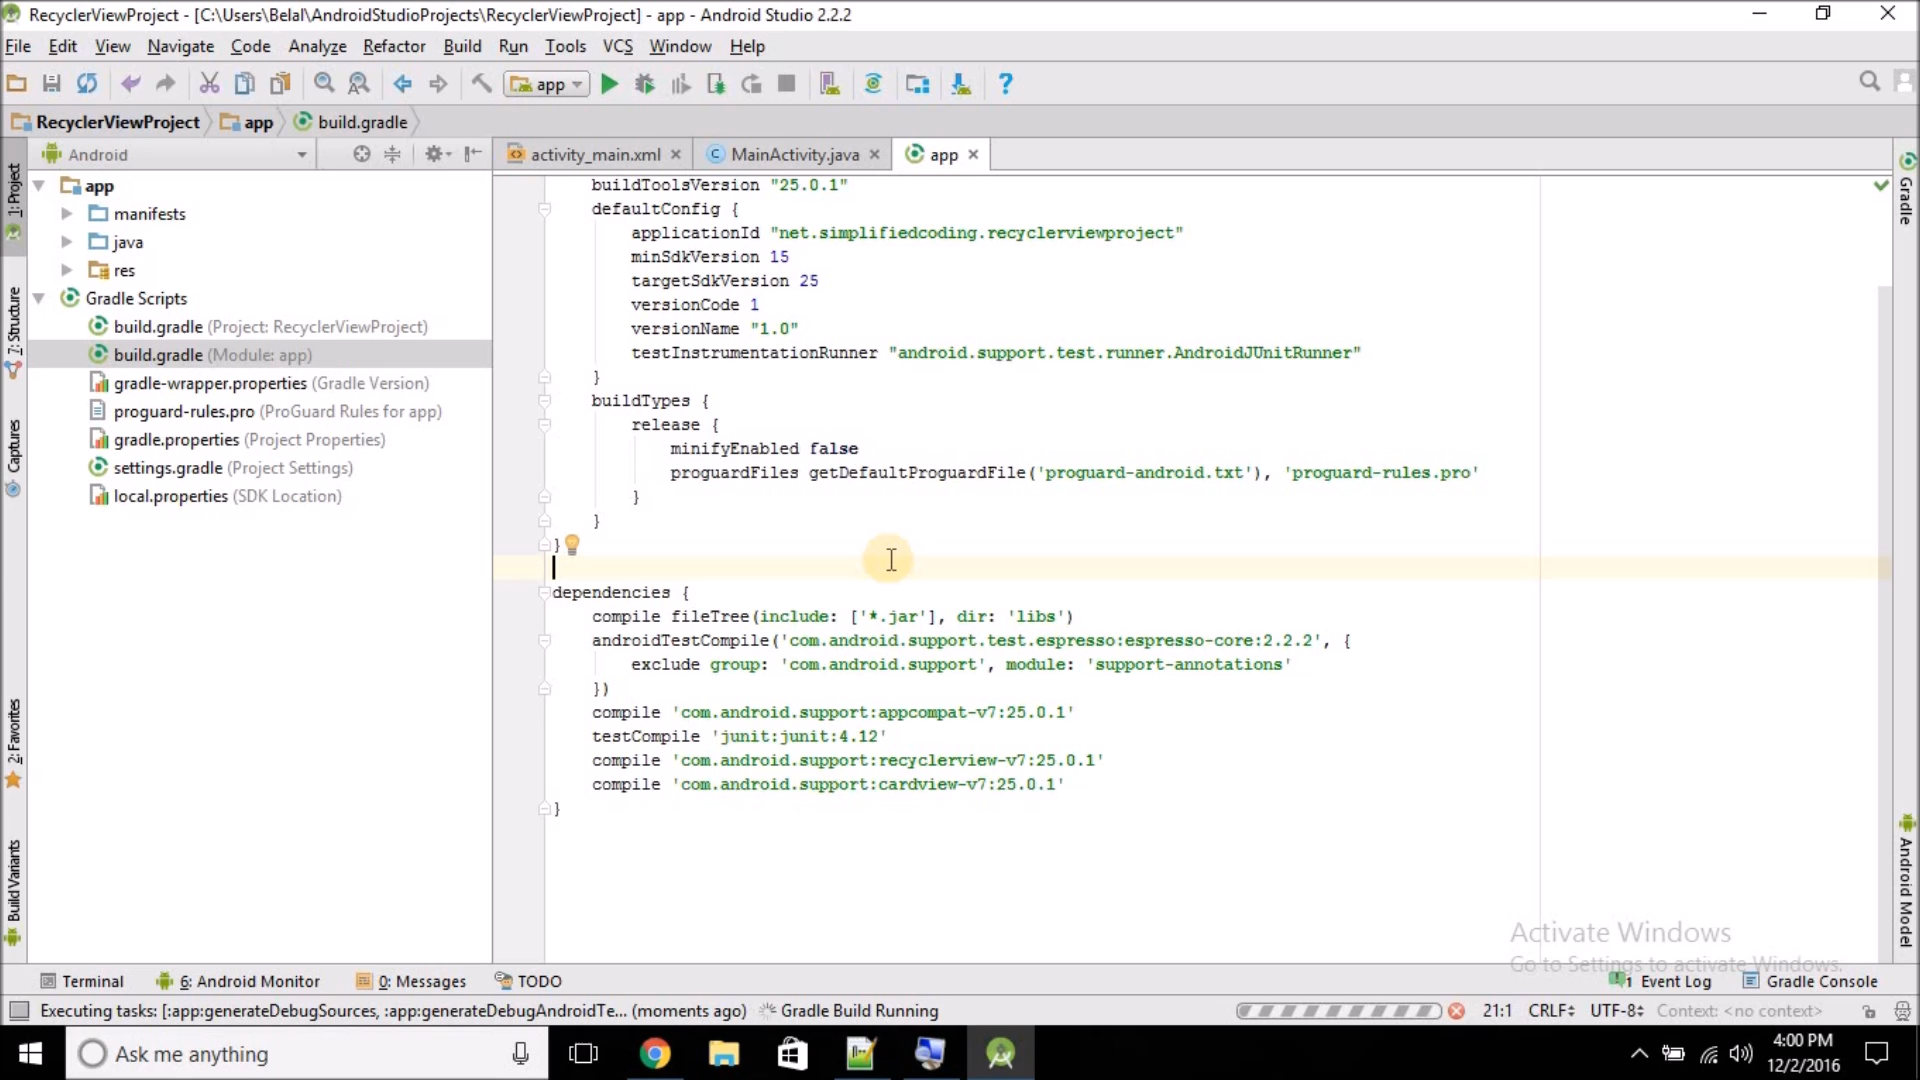 RecyclerViewProject - [C:\Users\Belal\AndroidStudioProjects\RecyclerViewProject] - app - Android Studio 2.2.2
File Edit View Navigate Code Analyze Refactor Build Run Tools VCS Window Help
app
RecyclerViewProject app build.gradle
Android
activity_main.xml MainActivity.java app
1: Project
7: Structure
Captures
2: Favorites
Build Variants
app
manifests
java
res
Gradle Scripts
build.gradle (Project: RecyclerViewProject)
build.gradle (Module: app)
gradle-wrapper.properties (Gradle Version)
proguard-rules.pro (ProGuard Rules for app)
gradle.properties (Project Properties)
settings.gradle (Project Settings)
local.properties (SDK Location)
buildToolsVersion "25.0.1"
defaultConfig {
applicationId "net.simplifiedcoding.recyclerviewproject"
minSdkVersion 15
targetSdkVersion 25
versionCode 1
versionName "1.0"
testInstrumentationRunner "android.support.test.runner.AndroidJUnitRunner"
}
buildTypes {
release {
minifyEnabled false
proguardFiles getDefaultProguardFile('proguard-android.txt'), 'proguard-rules.pro'
}
}
}
dependencies {
compile fileTree(include: ['*.jar'], dir: 'libs')
androidTestCompile('com.android.support.test.espresso:espresso-core:2.2.2', {
exclude group: 'com.android.support', module: 'support-annotations'
})
compile 'com.android.support:appcompat-v7:25.0.1'
testCompile 'junit:junit:4.12'
compile 'com.android.support:recyclerview-v7:25.0.1'
compile 'com.android.support:cardview-v7:25.0.1'
}
Gradle
Android Model
Activate Windows
Go to Settings to activate Windows.
Terminal 6: Android Monitor 0: Messages TODO 1 Event Log Gradle Console
Executing tasks: [:app:generateDebugSources, :app:generateDebugAndroidTe... (moments ago) Gradle Build Running 21:1 CRLF UTF-8 Context: <no context>
Ask me anything
4:00 PM
12/2/2016